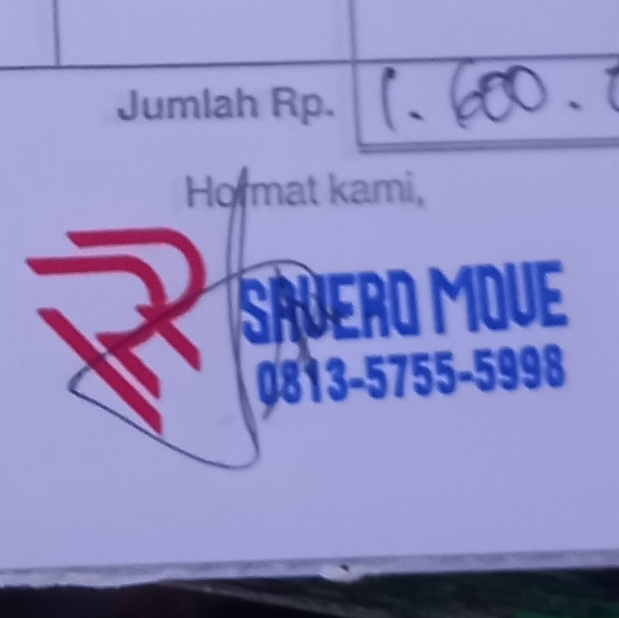 Jumlah Rp. 1.600.
Hormat kami,
SAVERO MOVE
0813-5755-5998